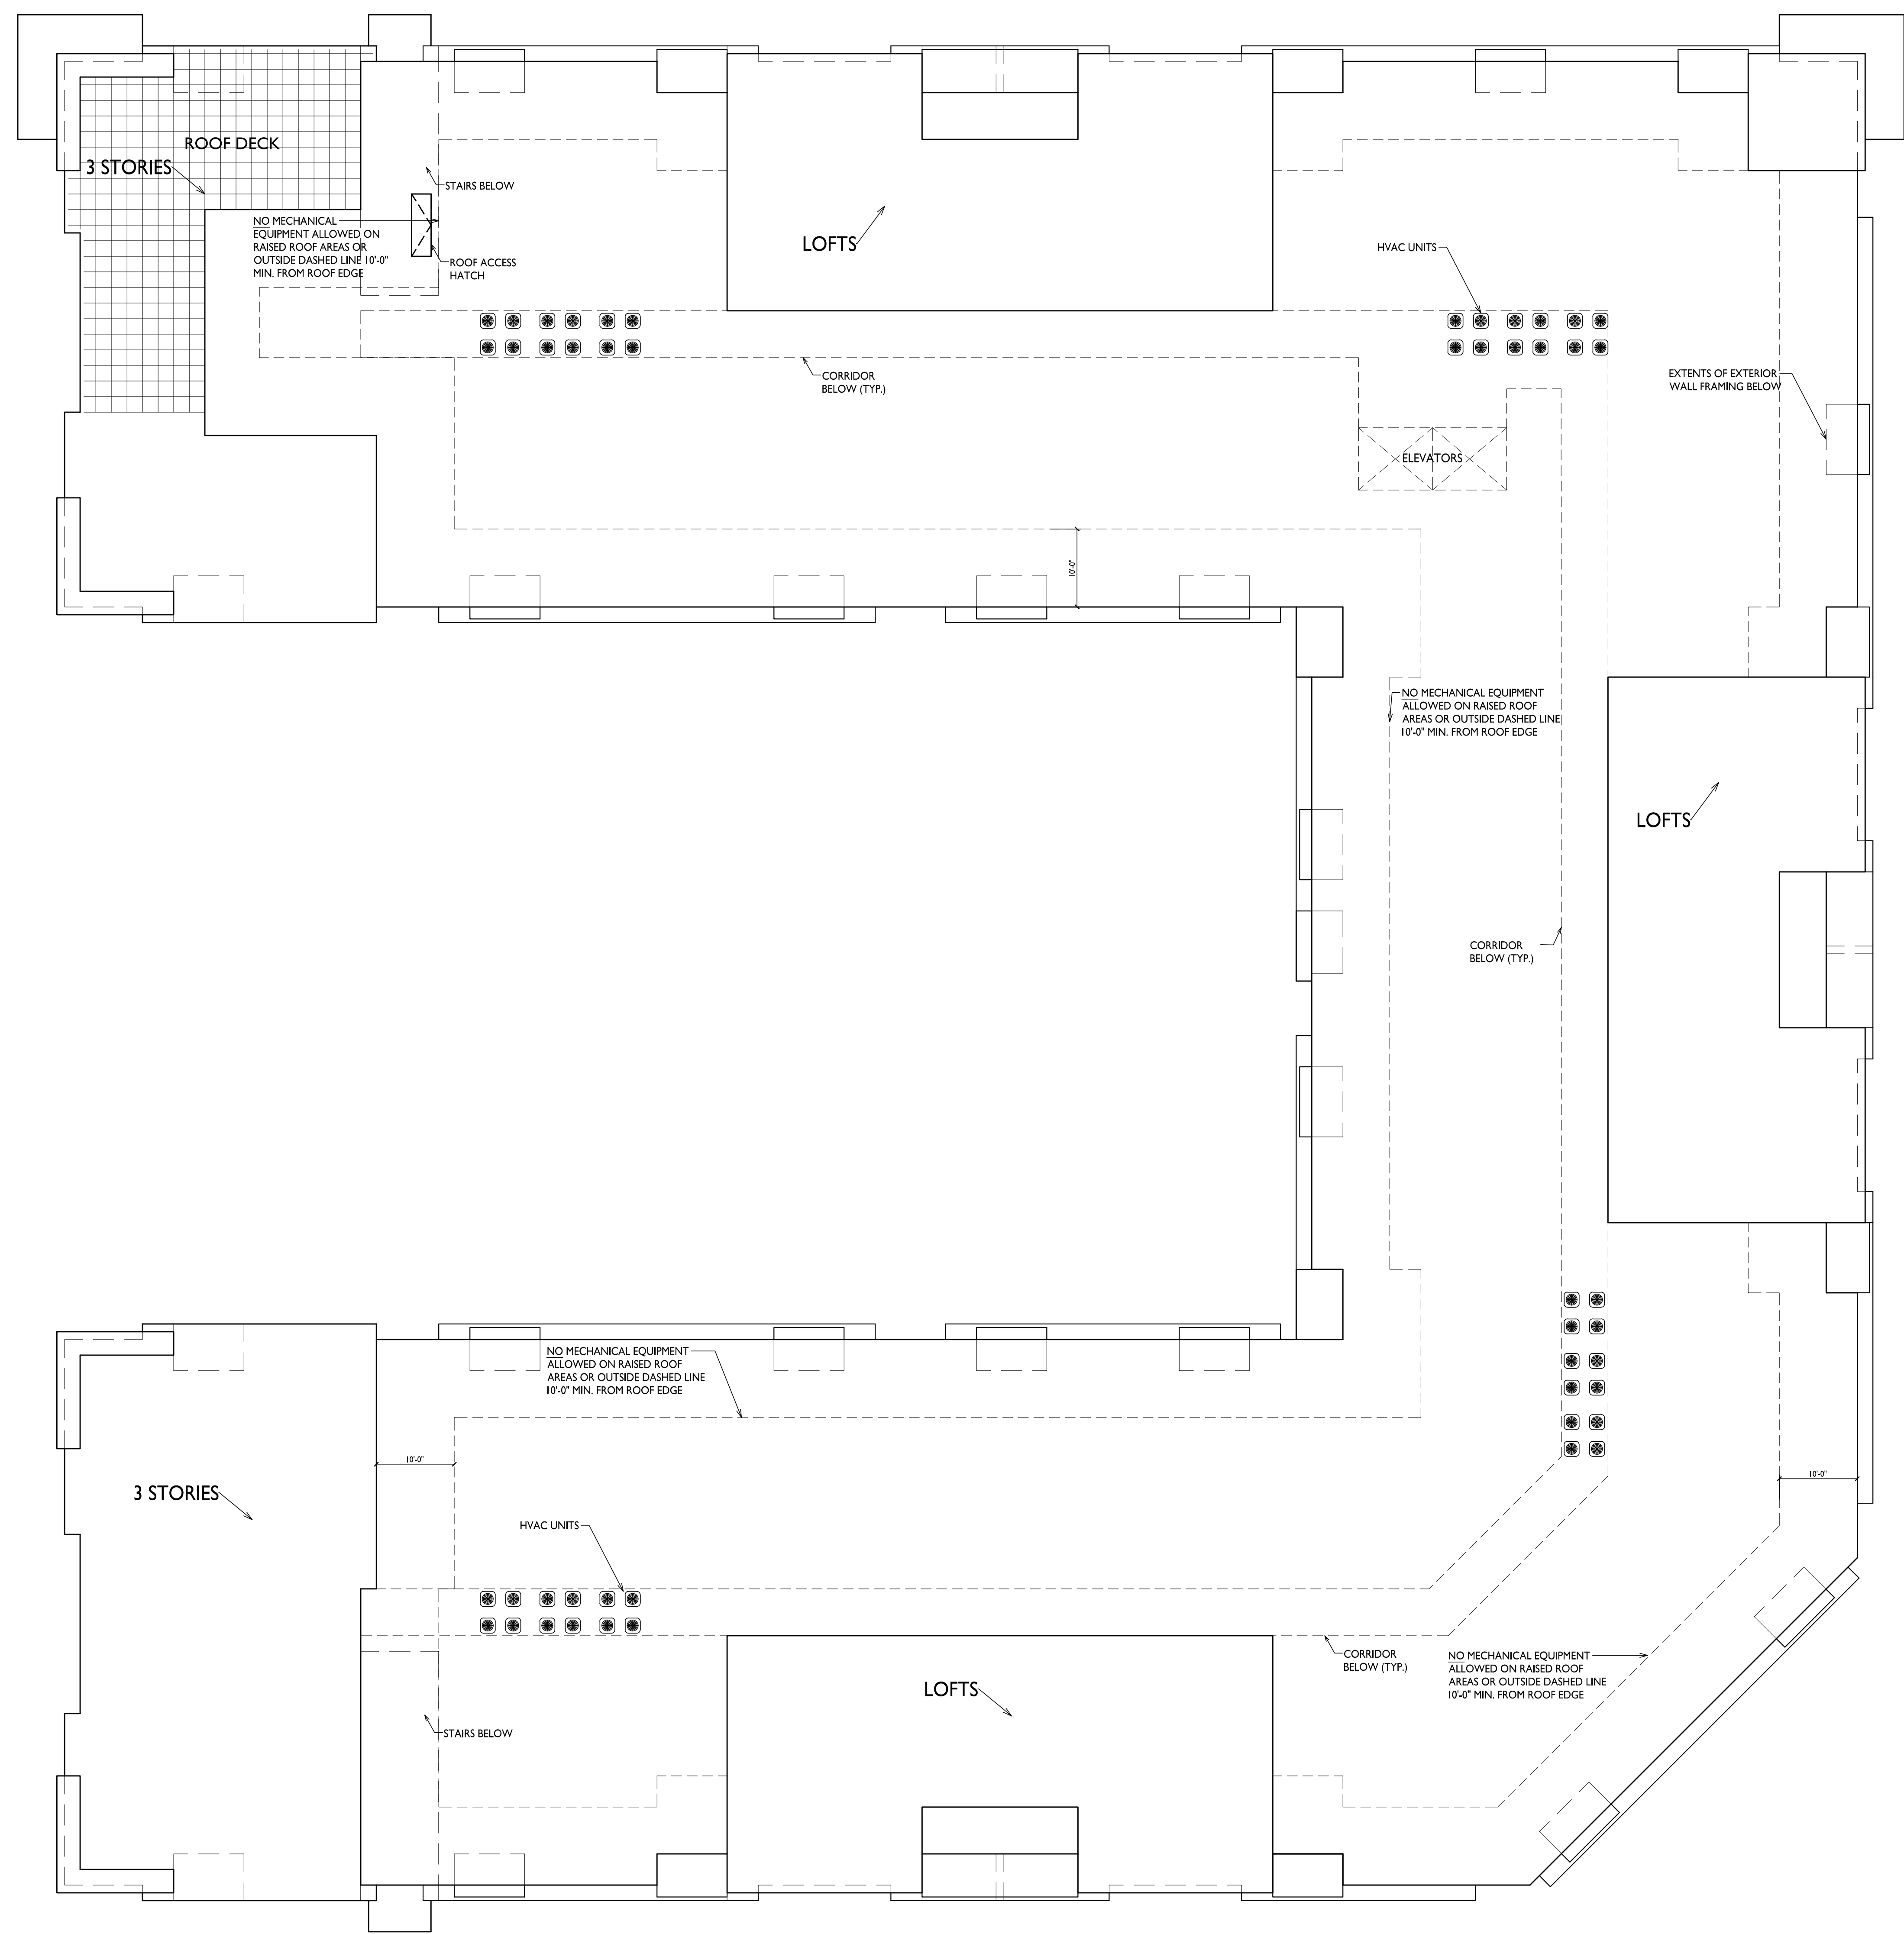 ROOF DECK
3 STORIES
STAIRS BELOW
NO MECHANICAL
EQUIPMENT ALLOWED ON
RAISED ROOF AREAS OR
OUTSIDE DASHED LINE 10'-0"
MIN. FROM ROOF EDGE
ROOF ACCESS
HATCH
LOFTS
HVAC UNITS
CORRIDOR
BELOW (TYP.)
EXTENTS OF EXTERIOR
WALL FRAMING BELOW
ELEVATORS
10'-0"
NO MECHANICAL EQUIPMENT
ALLOWED ON RAISED ROOF
AREAS OR OUTSIDE DASHED LINE
10'-0" MIN. FROM ROOF EDGE
LOFTS
CORRIDOR
BELOW (TYP.)
NO MECHANICAL EQUIPMENT
ALLOWED ON RAISED ROOF
AREAS OR OUTSIDE DASHED LINE
10'-0" MIN. FROM ROOF EDGE
10'-0"
10'-0"
3 STORIES
HVAC UNITS
CORRIDOR
BELOW (TYP.)
NO MECHANICAL EQUIPMENT
ALLOWED ON RAISED ROOF
AREAS OR OUTSIDE DASHED LINE
10'-0" MIN. FROM ROOF EDGE
LOFTS
STAIRS BELOW